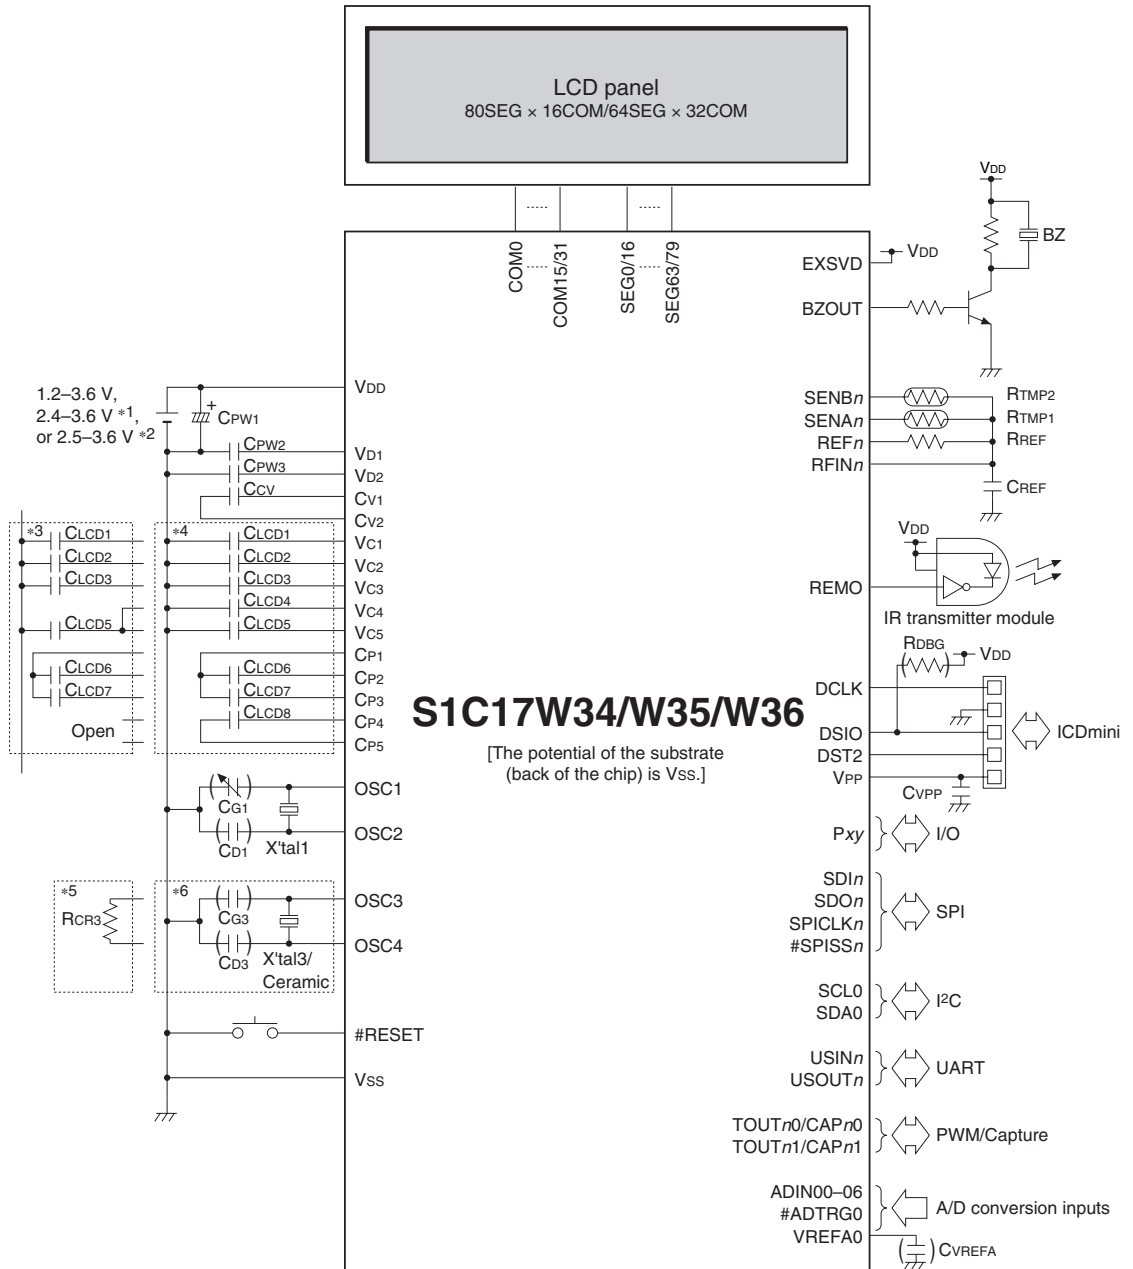 LCD panel
80SEG × 16COM/64SEG × 32COM
COM0
COM15/31
SEG0/16
SEG63/79
VDD
BZ
EXSVD
VDD
BZOUT
1.2–3.6 V,
2.4–3.6 V *1,
or 2.5–3.6 V *2
+
CPW1
CPW2
CPW3
CCV
VDD
VD1
VD2
CV1
CV2
VC1
VC2
VC3
VC4
VC5
CP1
CP2
CP3
CP4
CP5
*3
CLCD1
CLCD2
CLCD3
CLCD5
CLCD6
CLCD7
Open
*4
CLCD1
CLCD2
CLCD3
CLCD4
CLCD5
CLCD6
CLCD7
CLCD8
SENBn
SENAn
REFn
RFINn
RTMP2
RTMP1
RREF
CREF
VDD
REMO
IR transmitter module
S1C17W34/W35/W36
[The potential of the substrate
(back of the chip) is VSS.]
RDBG
VDD
DCLK
DSIO
DST2
VPP
CVPP
ICDmini
CG1
CD1
X'tal1
OSC1
OSC2
*5
RCR3
*6
CG3
CD3
X'tal3/
Ceramic
OSC3
OSC4
#RESET
VSS
Pxy
I/O
SDIn
SDOn
SPICLKn
#SPISSn
SPI
SCL0
SDA0
I2C
USINn
USOUTn
UART
TOUTn0/CAPn0
TOUTn1/CAPn1
PWM/Capture
ADIN00–06
#ADTRG0
A/D conversion inputs
VREFA0
CVREFA